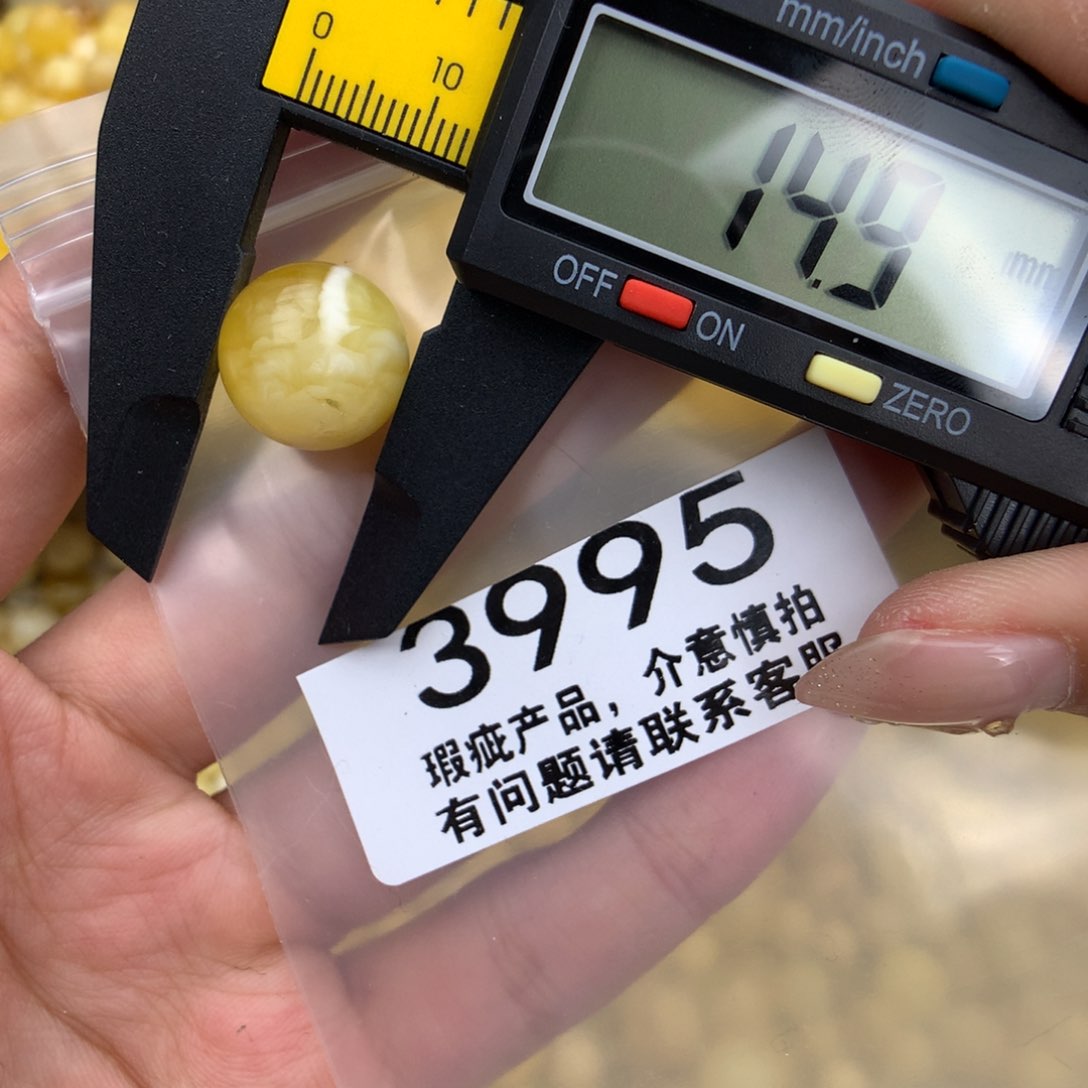 0
10
mm/inch
14.9
mm
OFF
ON
ZERO
3995
瑕疵产品，介意慎拍
有问题请联系客服